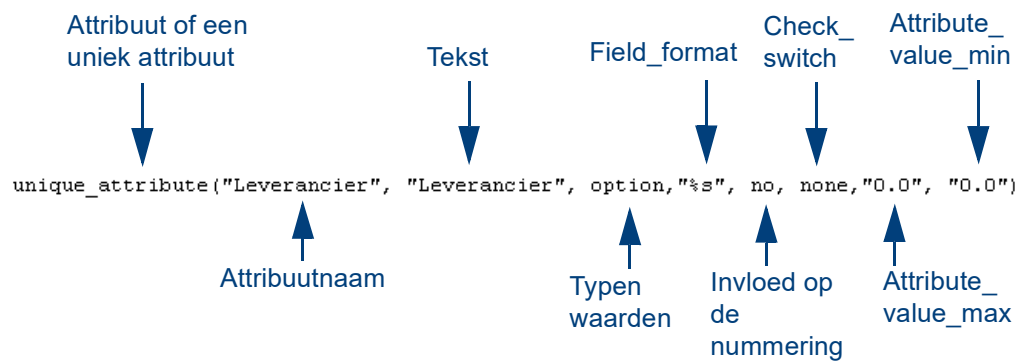 Attribuut of een
uniek attribuut
Tekst
Field_format
Check_
switch
Attribute_
value_min
unique_attribute("Leverancier", "Leverancier", option,"%s", no, none,"0.0", "0.0")
Attribuutnaam
Typen
waarden
Invloed op
de
nummering
Attribute_
value_max